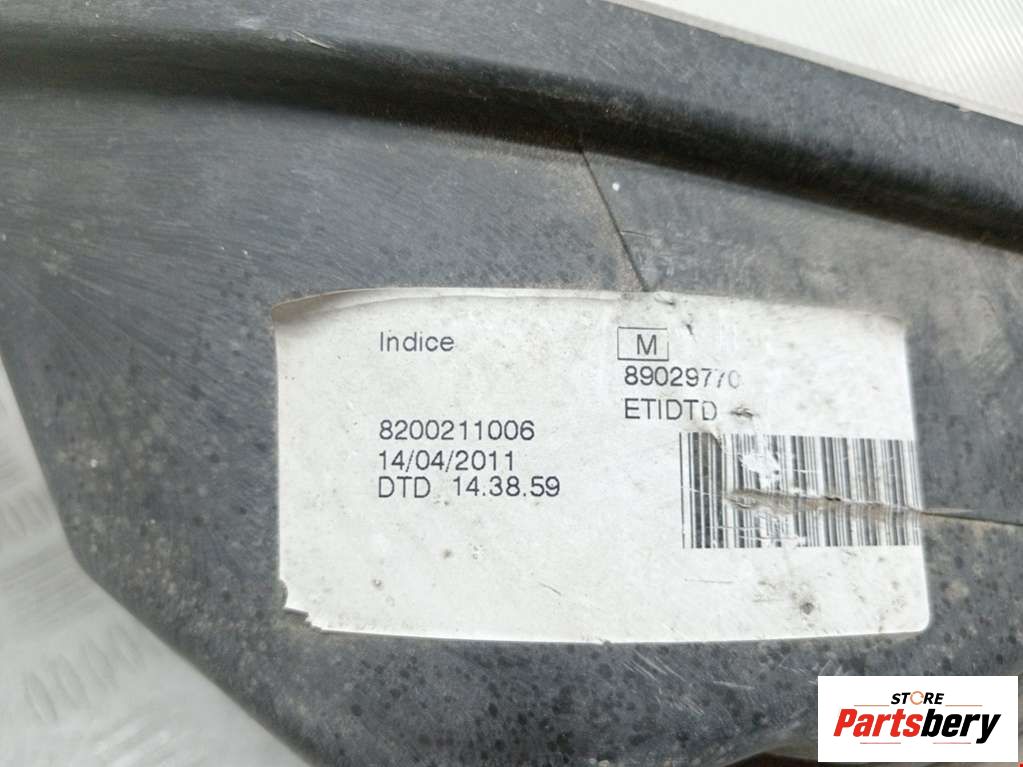 Indice
M
89029770
ETIDTD
8200211006
14/04/2011
DTD 14.38.59
STORE
Partsbery